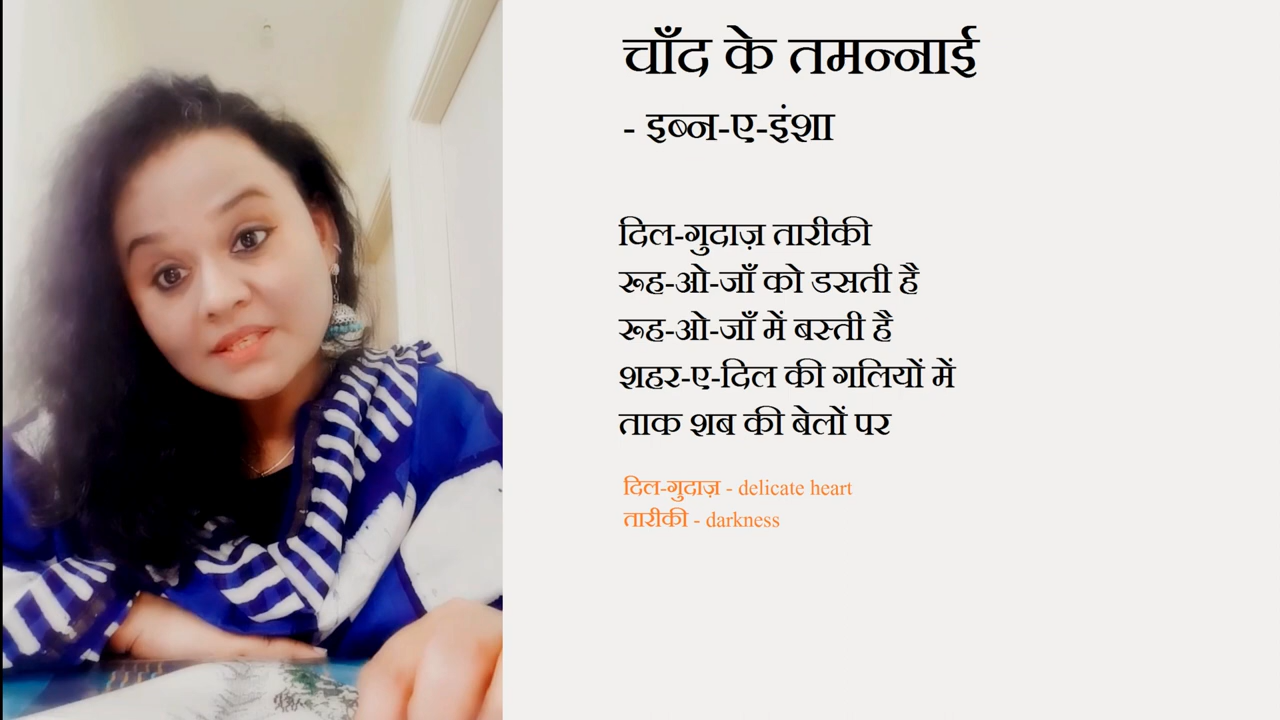 चाँद के तमन्नाई
- इब्न-ए-इंशा
दिल-गुदाज़ तारीकी
रूह-ओ-जाँ को डसती है
रूह-ओ-जाँ में बस्ती है
शहर-ए-दिल की गलियों में
ताक शब की बेलों पर
दिल-गुदाज़ - delicate heart
तारीकी - darkness